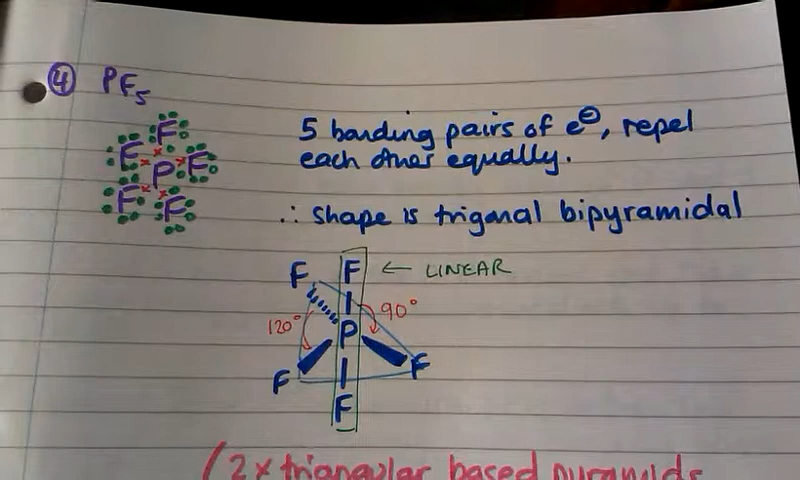 ④ PF₅
F
F F
P
F F
5 bonding pairs of e⊖, repel
each other equally.
∴ shape is trigonal bipyramidal
F F ← LINEAR
90°
120° P
F F
F
(2x triangular based pyramids